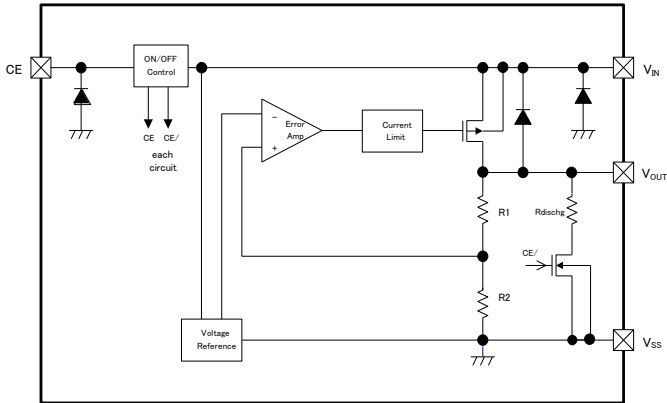 CE
ON/OFF
Control
V_IN
CE CE/
each
circuit
−
+
Error
Amp
Current
Limit
V_OUT
R1
Rdischg
CE/
R2
Voltage
Reference
V_SS